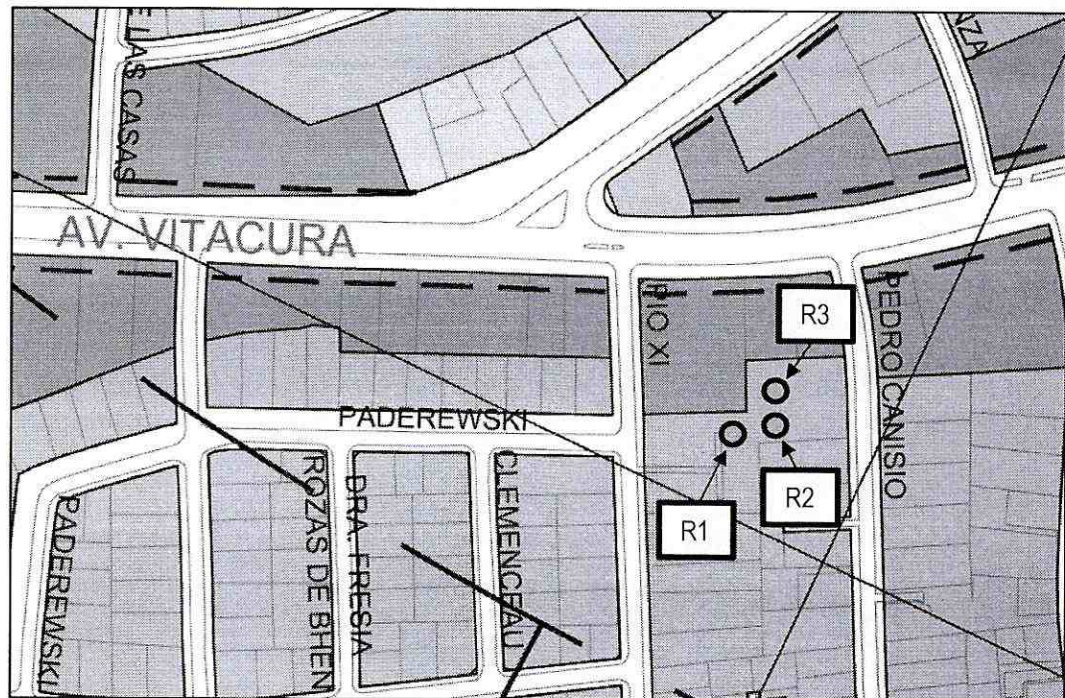 E LAS CASAS
NZA
AV. VITACURA
PIO XI
R3
PEDRO CANISIO
PADEREWSKI
R1
R2
PADEREWSKI
ROZAS DE BHEN
DRA. FRESIA
CLEMENCEAU